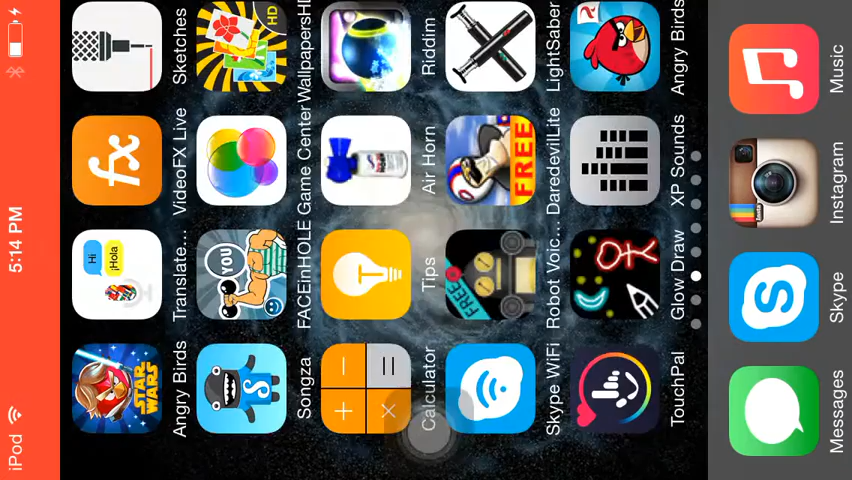 iPod 5:14 PM
STAR WARS
Hi
¡Hola
fx
Angry Birds Translate... VideoFX Live Sketches
YOU
HD
Songza FACEinHOLE Game Center WallpapersHD
Calculator Tips Air Horn Riddim
FREE
FREE
Skype WiFi Robot Voic... DaredevilLite LightSaber
TouchPal Glow Draw XP Sounds Angry Birds
Messages Skype Instagram Music